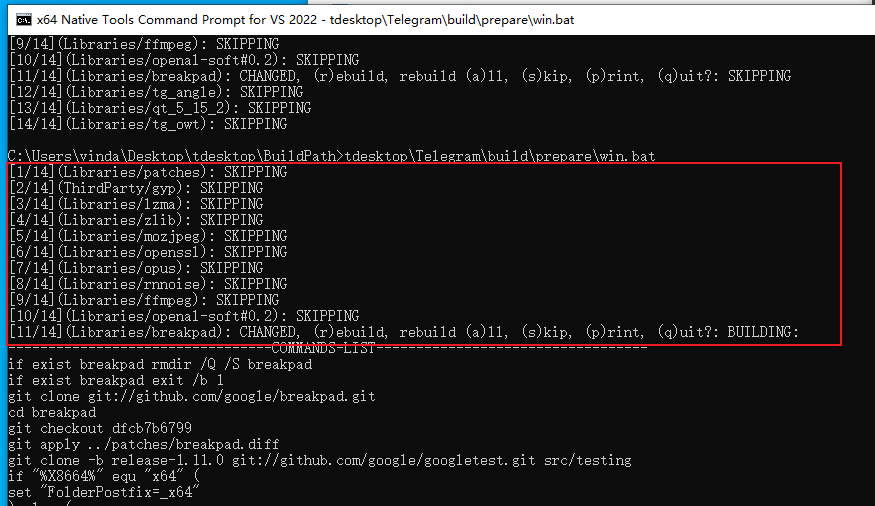 x64 Native Tools Command Prompt for VS 2022 - tdesktop\Telegram\build\prepare\win.bat
[9/14](Libraries/ffmpeg): SKIPPING
[10/14](Libraries/openal-soft#0.2): SKIPPING
[11/14](Libraries/breakpad): CHANGED, (r)ebuild, rebuild (a)ll, (s)kip, (p)rint, (q)uit?: SKIPPING
[12/14](Libraries/tg_angle): SKIPPING
[13/14](Libraries/qt_5_15_2): SKIPPING
[14/14](Libraries/tg_owt): SKIPPING
C:\Users\vinda\Desktop\tdesktop\BuildPath>tdesktop\Telegram\build\prepare\win.bat
[1/14](Libraries/patches): SKIPPING
[2/14](ThirdParty/gyp): SKIPPING
[3/14](Libraries/lzma): SKIPPING
[4/14](Libraries/zlib): SKIPPING
[5/14](Libraries/mozjpeg): SKIPPING
[6/14](Libraries/openssl): SKIPPING
[7/14](Libraries/opus): SKIPPING
[8/14](Libraries/rnnoise): SKIPPING
[9/14](Libraries/ffmpeg): SKIPPING
[10/14](Libraries/openal-soft#0.2): SKIPPING
[11/14](Libraries/breakpad): CHANGED, (r)ebuild, rebuild (a)ll, (s)kip, (p)rint, (q)uit?: BUILDING:
---------------------------------COMMANDS-LIST----------------------------------
if exist breakpad rmdir /Q /S breakpad
if exist breakpad exit /b 1
git clone git://github.com/google/breakpad.git
cd breakpad
git checkout dfcb7b6799
git apply ../patches/breakpad.diff
git clone -b release-1.11.0 git://github.com/google/googletest.git src/testing
if "%X8664%" equ "x64" (
set "FolderPostfix=_x64"